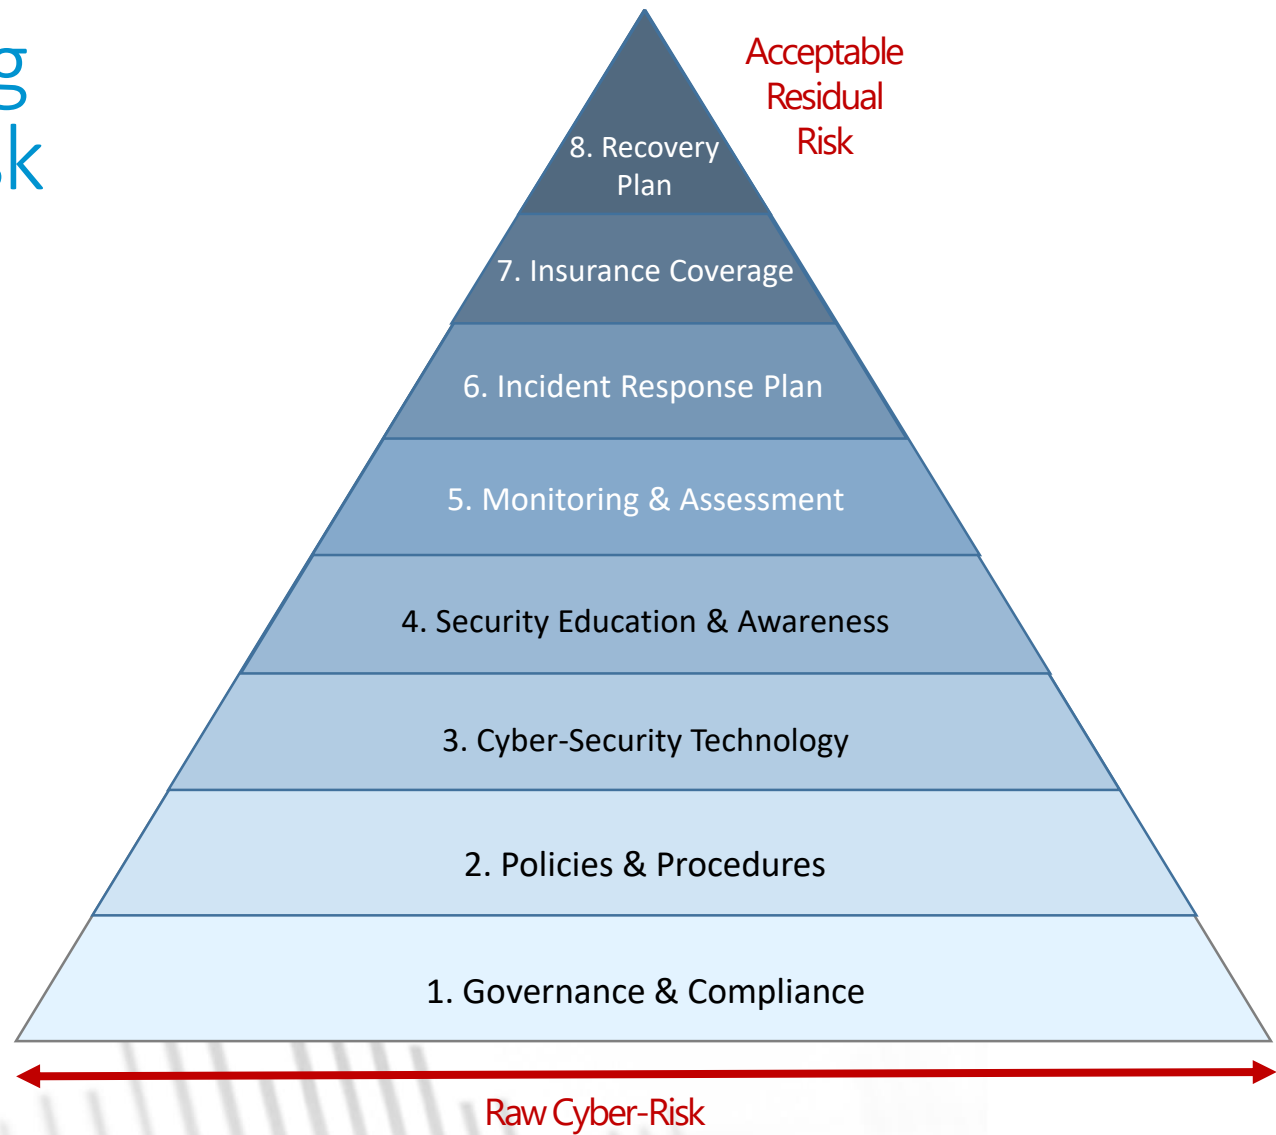 g
sk
Acceptable
Residual
Risk
8. Recovery
Plan
7. Insurance Coverage
6. Incident Response Plan
5. Monitoring & Assessment
4. Security Education & Awareness
3. Cyber-Security Technology
2. Policies & Procedures
1. Governance & Compliance
Raw Cyber-Risk